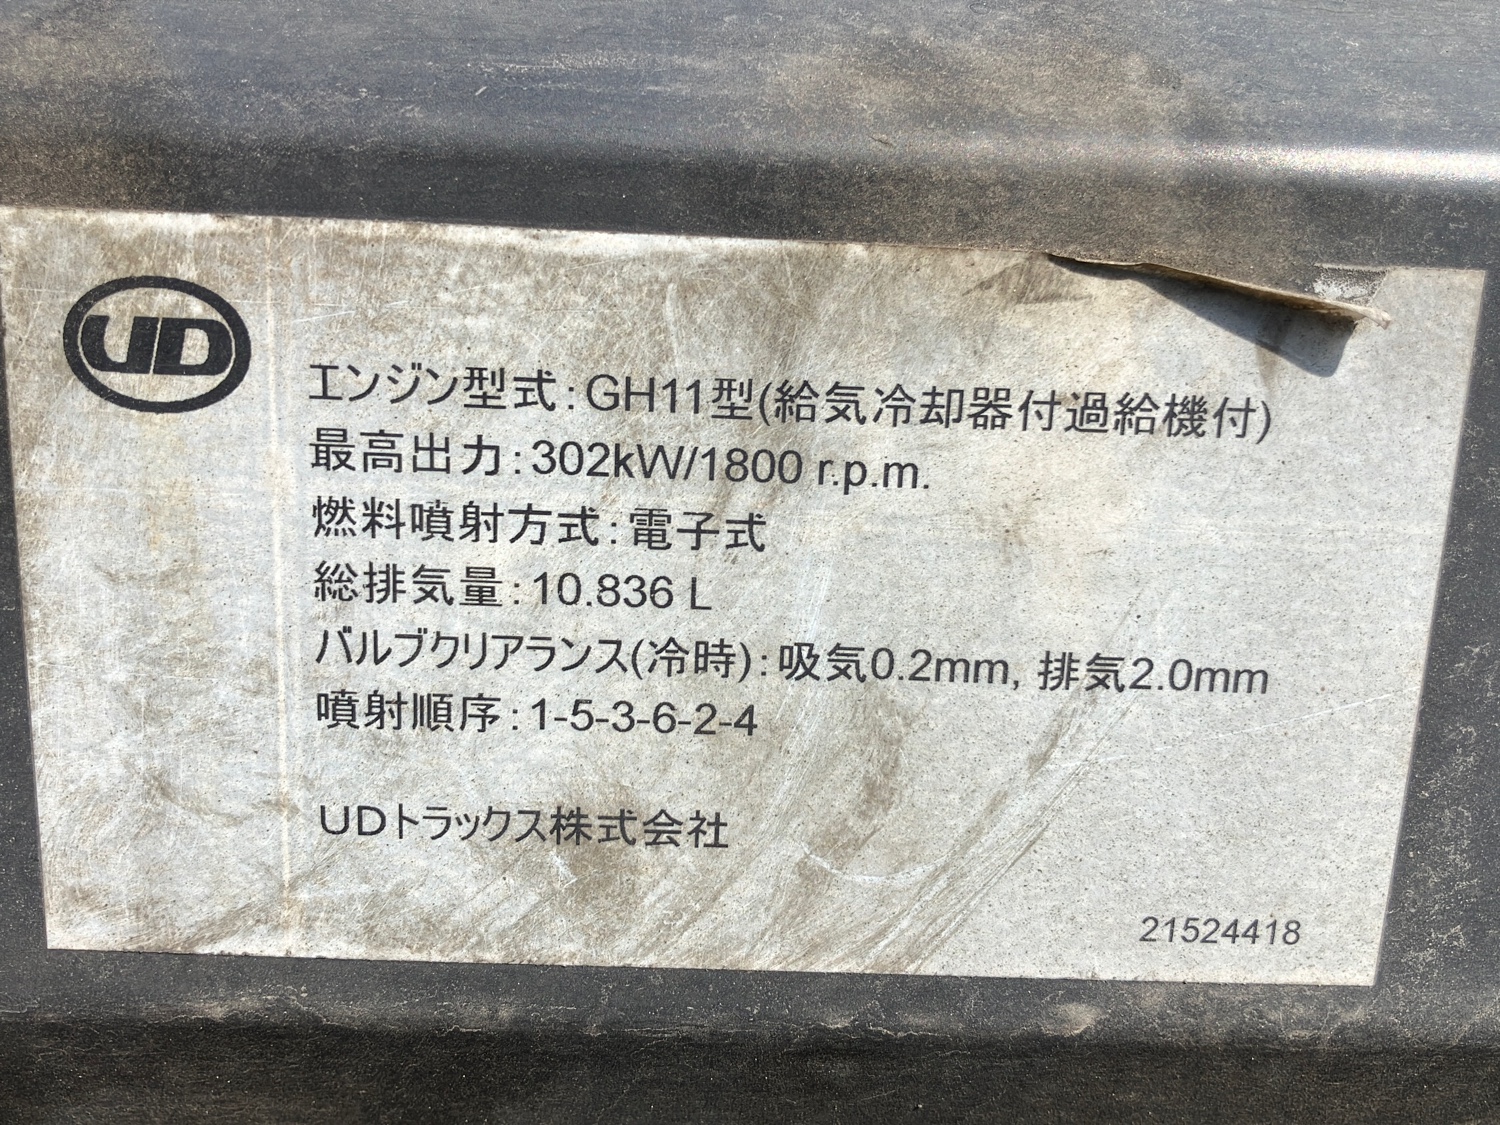 UD
エンジン型式：GH11型(給気冷却器付過給機付)
最高出力：302kW/1800 r.p.m.
燃料噴射方式：電子式
総排気量：10.836 L
バルブクリアランス(冷時)：吸気0.2mm, 排気2.0mm
噴射順序：1-5-3-6-2-4
UDトラックス株式会社
21524418